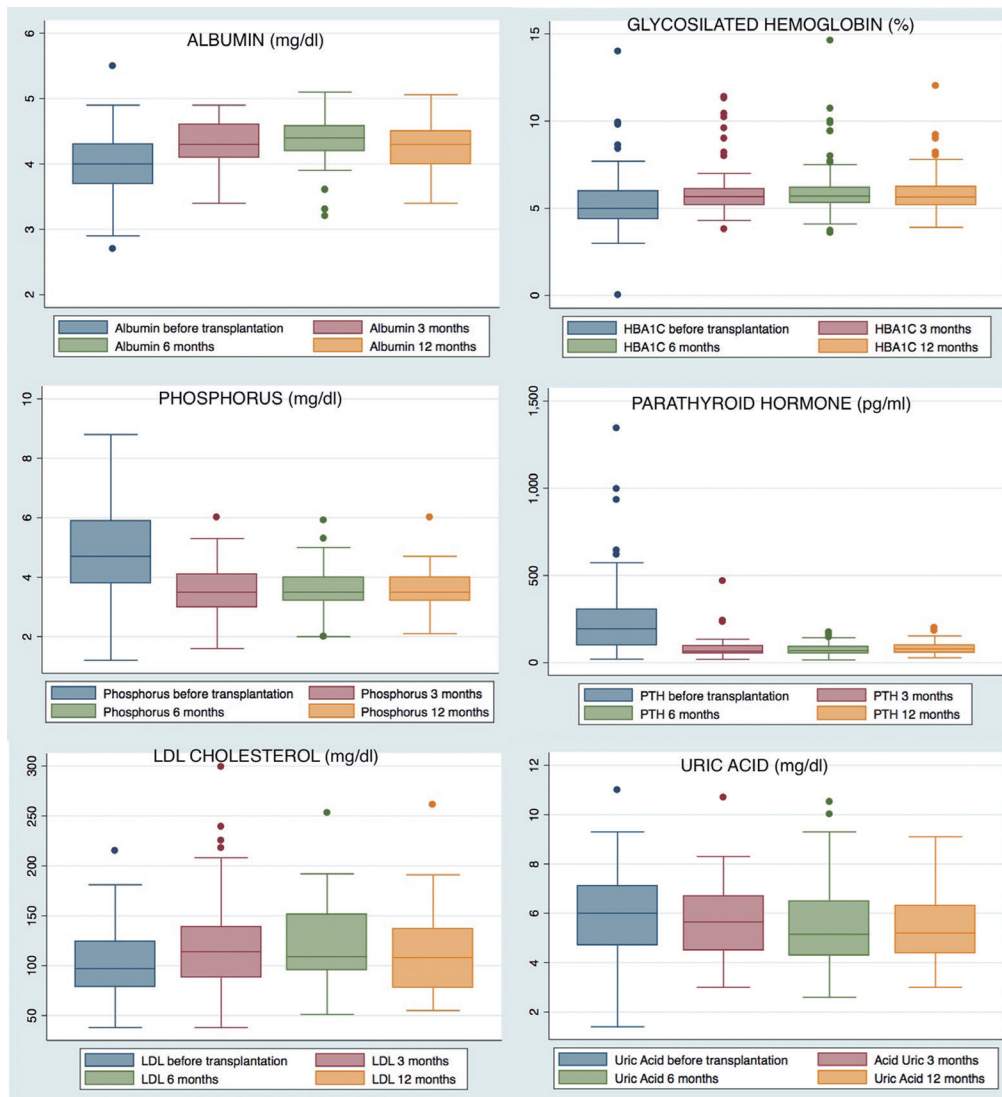 ALBUMIN (mg/dl)
6
5
4
3
2
Albumin before transplantation Albumin 3 months
Albumin 6 months Albumin 12 months
GLYCOSILATED HEMOGLOBIN (%)
15
10
5
0
HBA1C before transplantation HBA1C 3 months
HBA1C 6 months HBA1C 12 months
PHOSPHORUS (mg/dl)
10
8
6
4
2
Phosphorus before transplantation Phosphorus 3 months
Phosphorus 6 months Phosphorus 12 months
PARATHYROID HORMONE (pg/ml)
1,500
1,000
500
0
PTH before transplantation PTH 3 months
PTH 6 months PTH 12 months
LDL CHOLESTEROL (mg/dl)
300
250
200
150
100
50
LDL before transplantation LDL 3 months
LDL 6 months LDL 12 months
URIC ACID (mg/dl)
12
10
8
6
4
2
Uric Acid before transplantation Acid Uric 3 months
Uric Acid 6 months Uric Acid 12 months